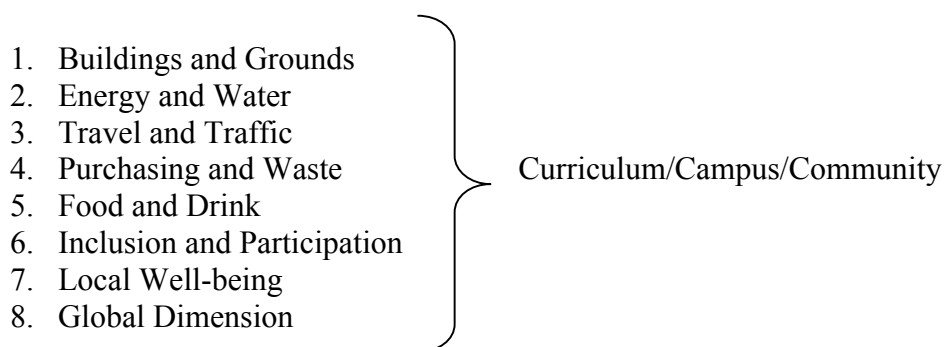 1. Buildings and Grounds
2. Energy and Water
3. Travel and Traffic
4. Purchasing and Waste
5. Food and Drink
6. Inclusion and Participation
7. Local Well-being
8. Global Dimension
Curriculum/Campus/Community